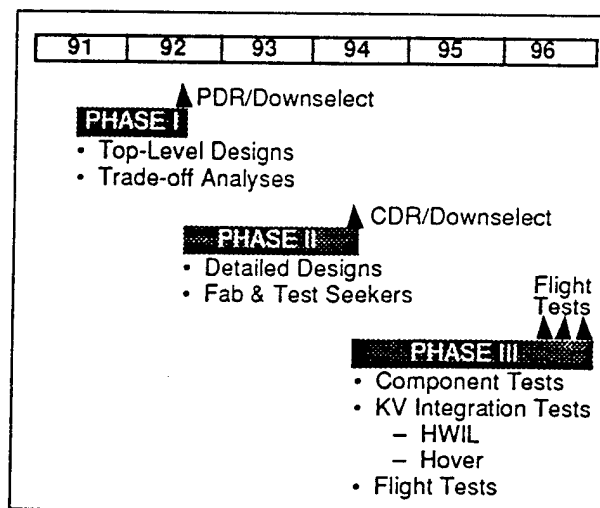 91 92 93 94 95 96
PDR/Downselect
PHASE I
• Top-Level Designs
• Trade-off Analyses
CDR/Downselect
PHASE II
• Detailed Designs
• Fab & Test Seekers
Flight
Tests
PHASE III
• Component Tests
• KV Integration Tests
– HWIL
– Hover
• Flight Tests